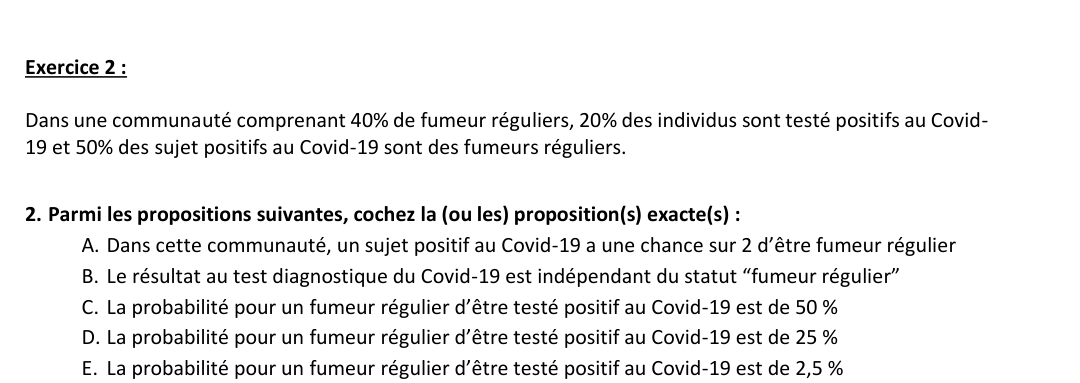 Exercice 2 :
Dans une communauté comprenant 40% de fumeur réguliers, 20% des individus sont testé positifs au Covid-
19 et 50% des sujet positifs au Covid-19 sont des fumeurs réguliers.
2. Parmi les propositions suivantes, cochez la (ou les) proposition(s) exacte(s) :
A. Dans cette communauté, un sujet positif au Covid-19 a une chance sur 2 d’être fumeur régulier
B. Le résultat au test diagnostique du Covid-19 est indépendant du statut “fumeur régulier”
C. La probabilité pour un fumeur régulier d’être testé positif au Covid-19 est de 50 %
D. La probabilité pour un fumeur régulier d’être testé positif au Covid-19 est de 25 %
E. La probabilité pour un fumeur régulier d’être testé positif au Covid-19 est de 2,5 %